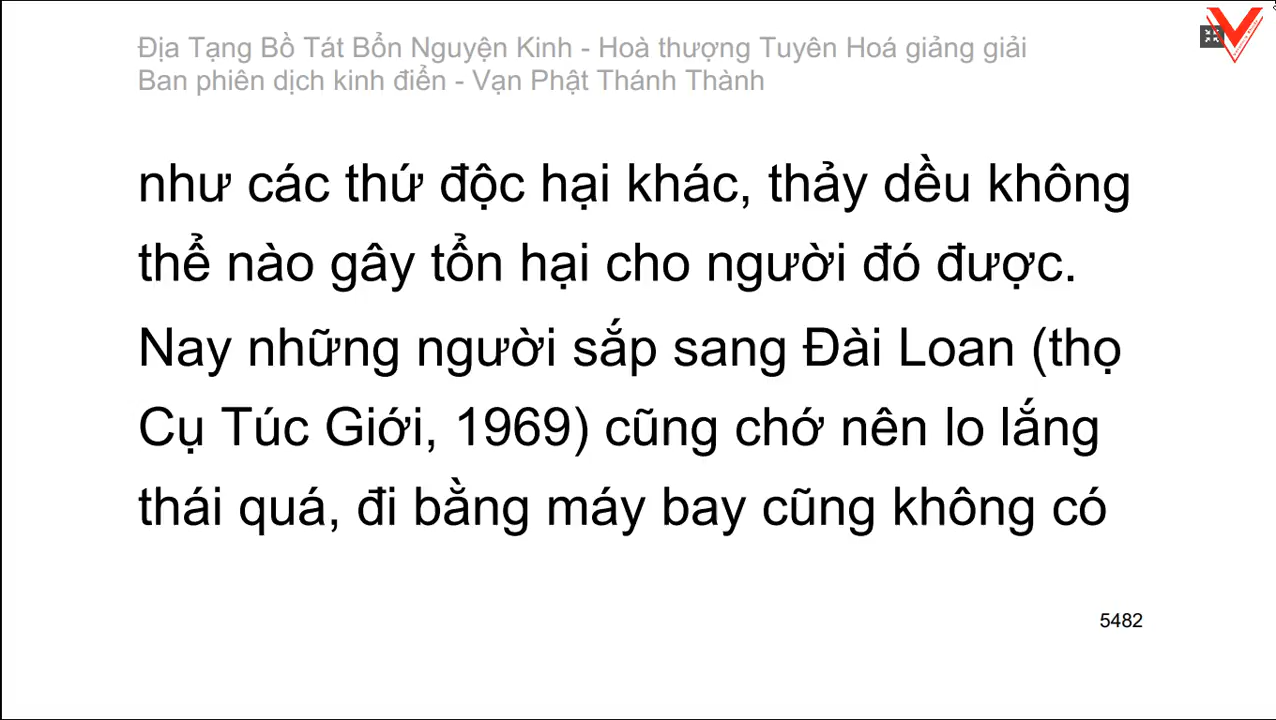 Địa Tạng Bồ Tát Bổn Nguyện Kinh - Hoà thượng Tuyên Hoá giảng giải
Ban phiên dịch kinh điển - Vạn Phật Thánh Thành
như các thứ độc hại khác, thảy dều không
thể nào gây tổn hại cho người đó được.
Nay những người sắp sang Đài Loan (thọ
Cụ Túc Giới, 1969) cũng chớ nên lo lắng
thái quá, đi bằng máy bay cũng không có
5482